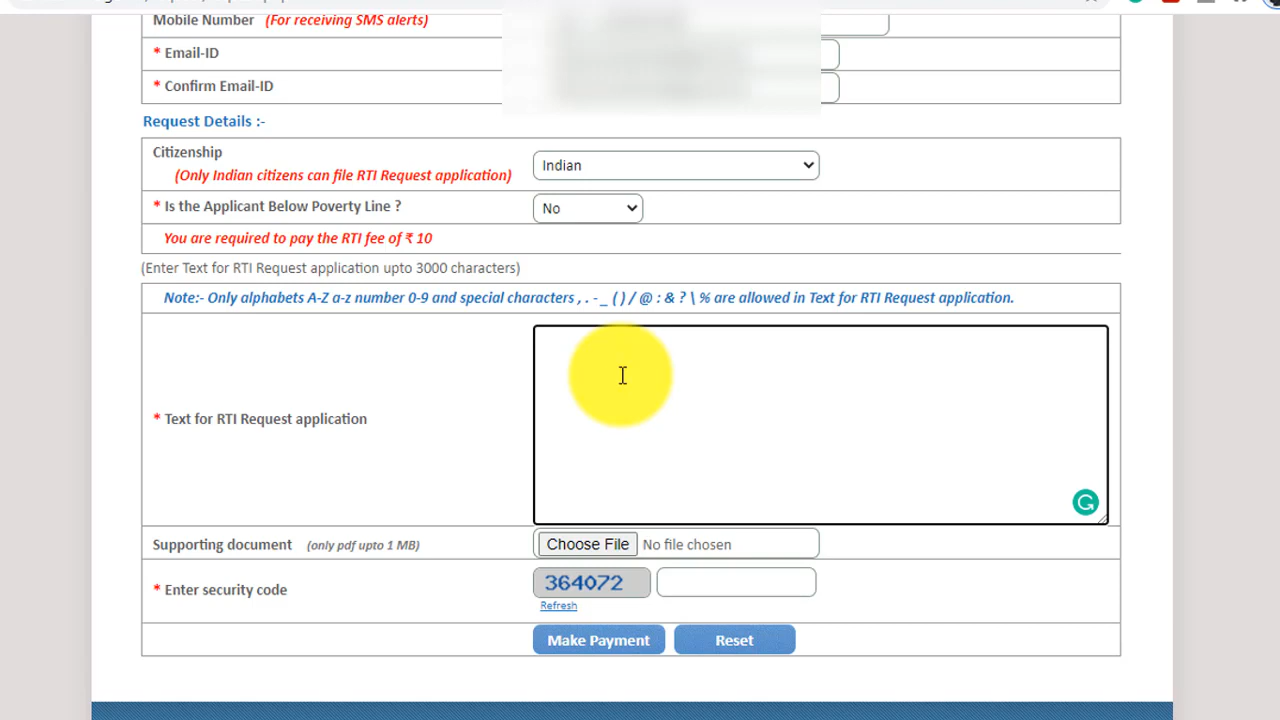 Mobile Number (For receiving SMS alerts)
* Email-ID
* Confirm Email-ID
Request Details :-
Citizenship
(Only Indian citizens can file RTI Request application)
Indian
* Is the Applicant Below Poverty Line ?
No
You are required to pay the RTI fee of ₹ 10
(Enter Text for RTI Request application upto 3000 characters)
Note:- Only alphabets A-Z a-z number 0-9 and special characters , . - _ ( ) / @ : & ? \ % are allowed in Text for RTI Request application.
* Text for RTI Request application
Supporting document (only pdf upto 1 MB)
Choose File No file chosen
* Enter security code
364072
Refresh
Make Payment
Reset